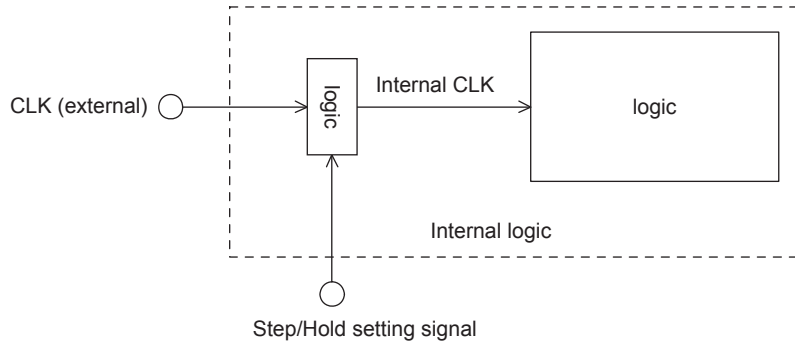 CLK (external)
logic
Internal CLK
logic
Internal logic
Step/Hold setting signal